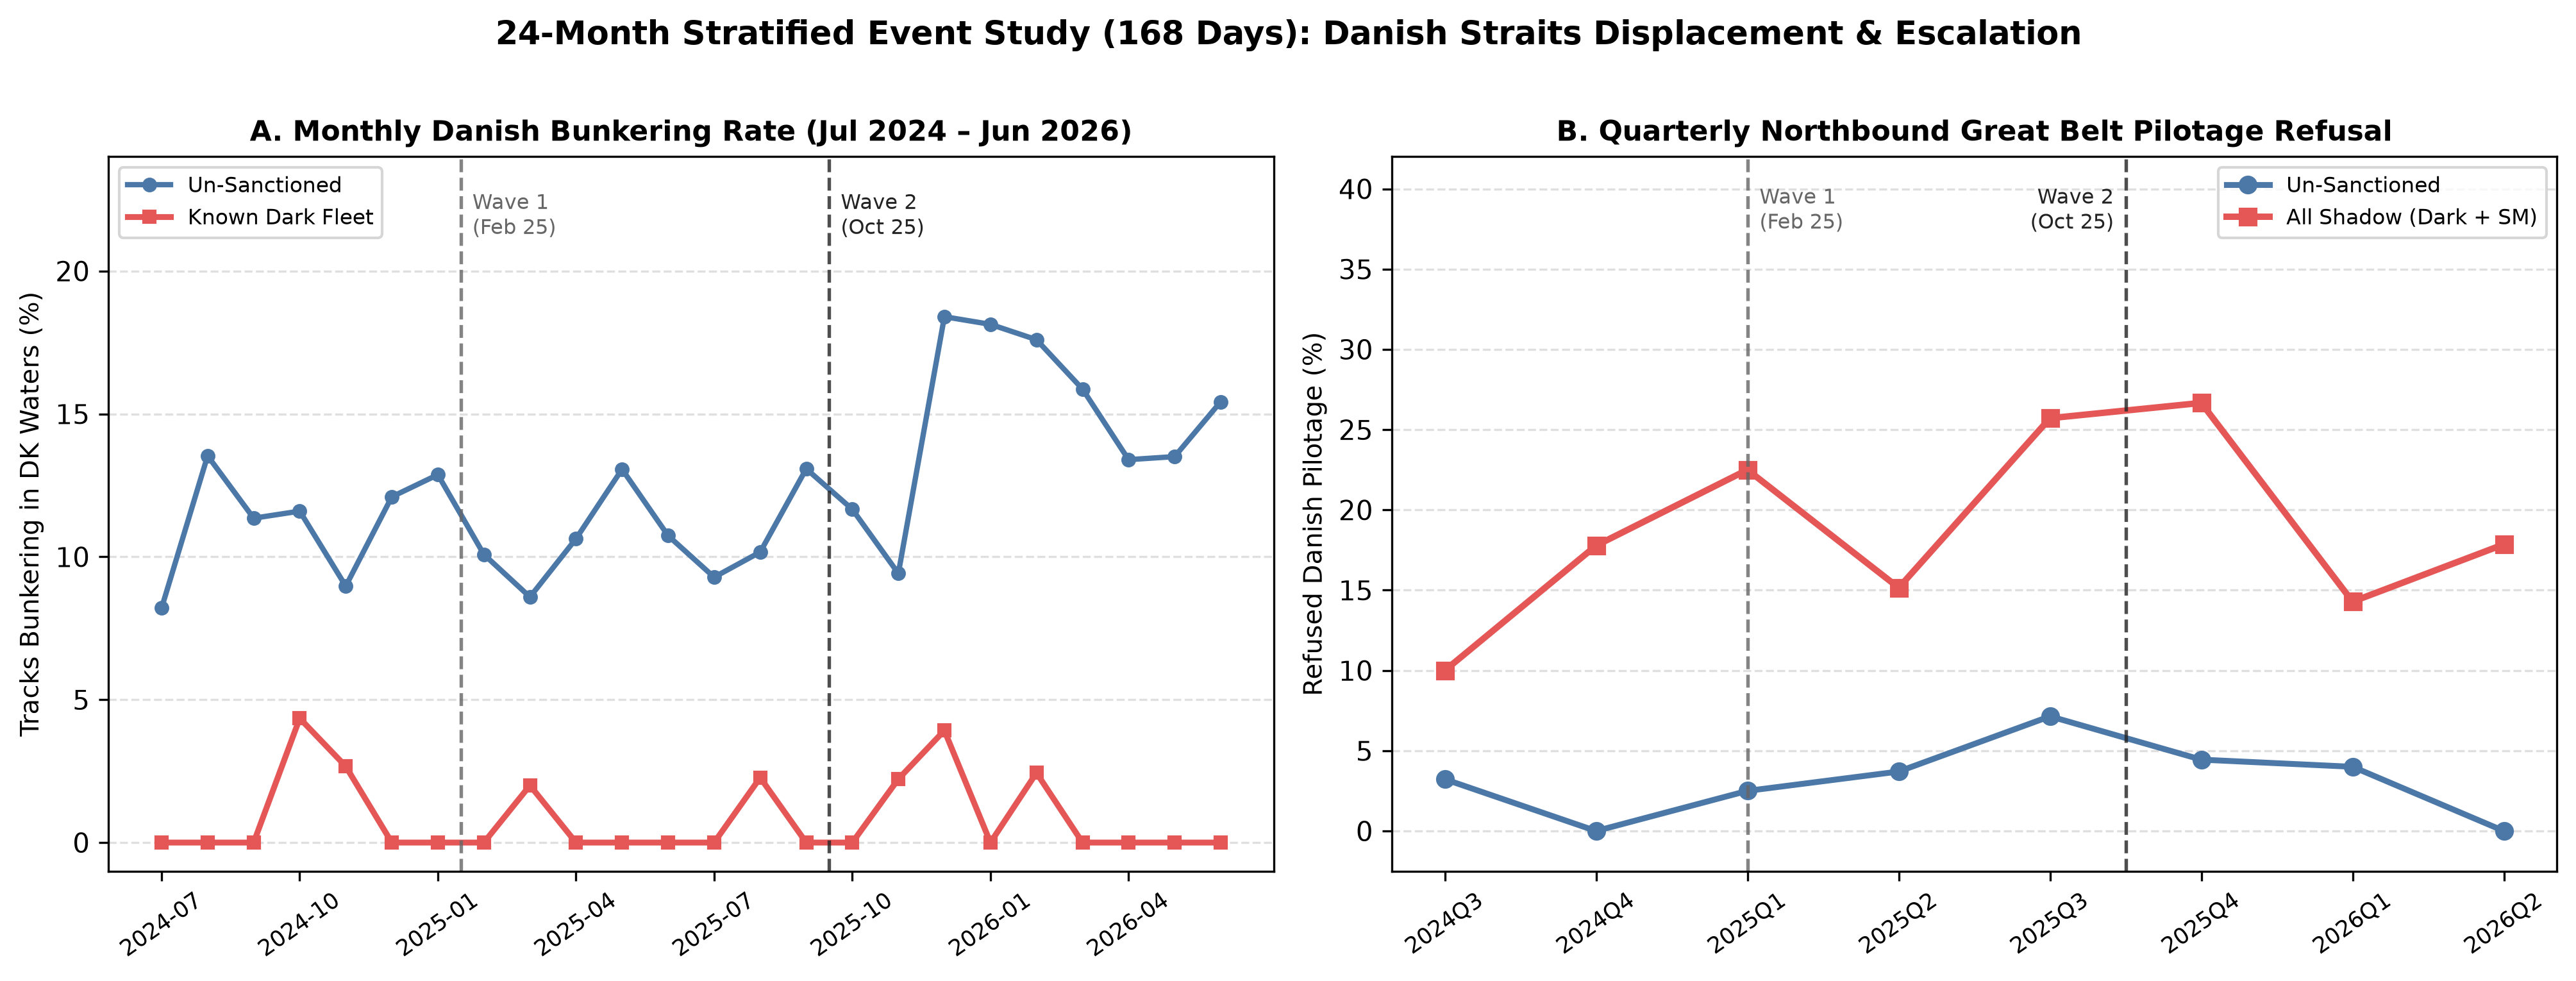 24-Month Stratified Event Study (168 Days): Danish Straits Displacement & Escalation
A. Monthly Danish Bunkering Rate (Jul 2024 – Jun 2026)
Un-Sanctioned
Known Dark Fleet
Wave 1
(Feb 25)
Wave 2
(Oct 25)
Tracks Bunkering in DK Waters (%)
20
15
10
5
0
2024-07
2024-10
2025-01
2025-04
2025-07
2025-10
2026-01
2026-04
B. Quarterly Northbound Great Belt Pilotage Refusal
Wave 1
(Feb 25)
Wave 2
(Oct 25)
Un-Sanctioned
All Shadow (Dark + SM)
Refused Danish Pilotage (%)
40
35
30
25
20
15
10
5
0
2024Q3
2024Q4
2025Q1
2025Q2
2025Q3
2025Q4
2026Q1
2026Q2